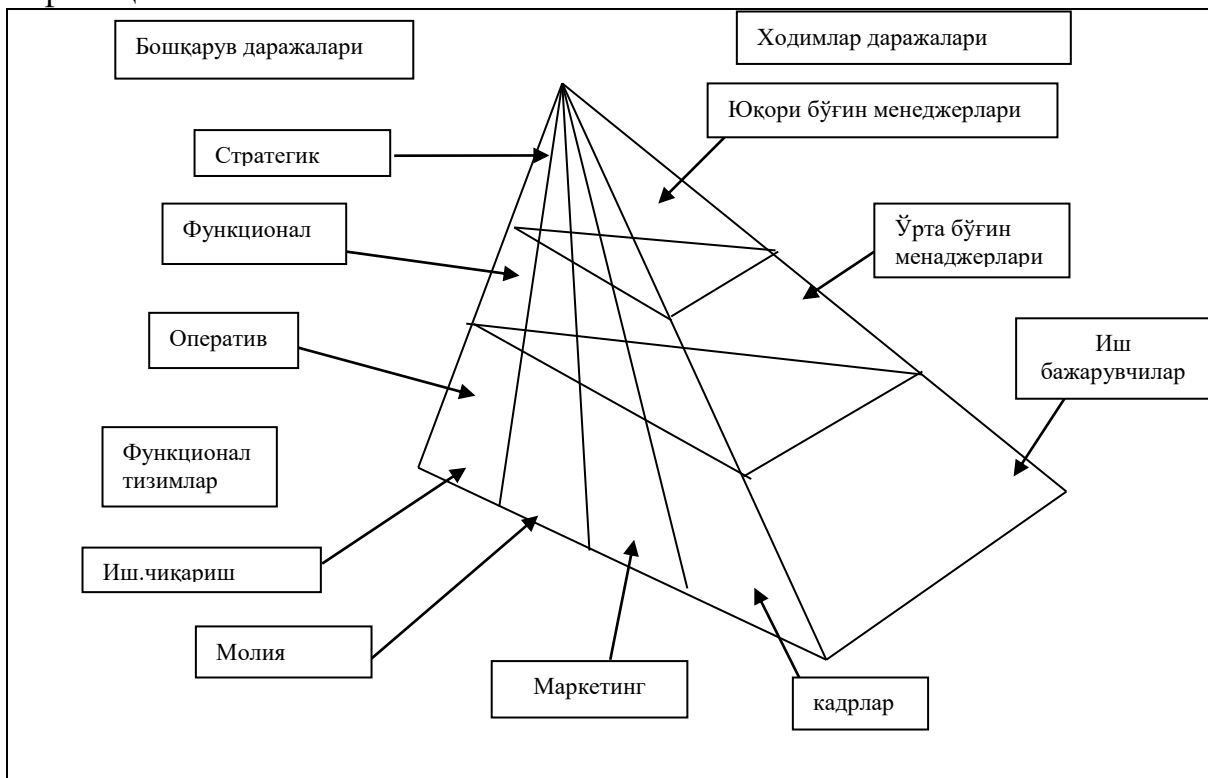 Бошқарув даражалари
Ходимлар даражалари
Юқори бўғин менеджерлари
Стратегик
Функционал
Ўрта бўғин
менаджерлари
Оператив
Иш
бажарувчилар
Функционал
тизимлар
Иш.чиқариш
Молия
Маркетинг
кадрлар